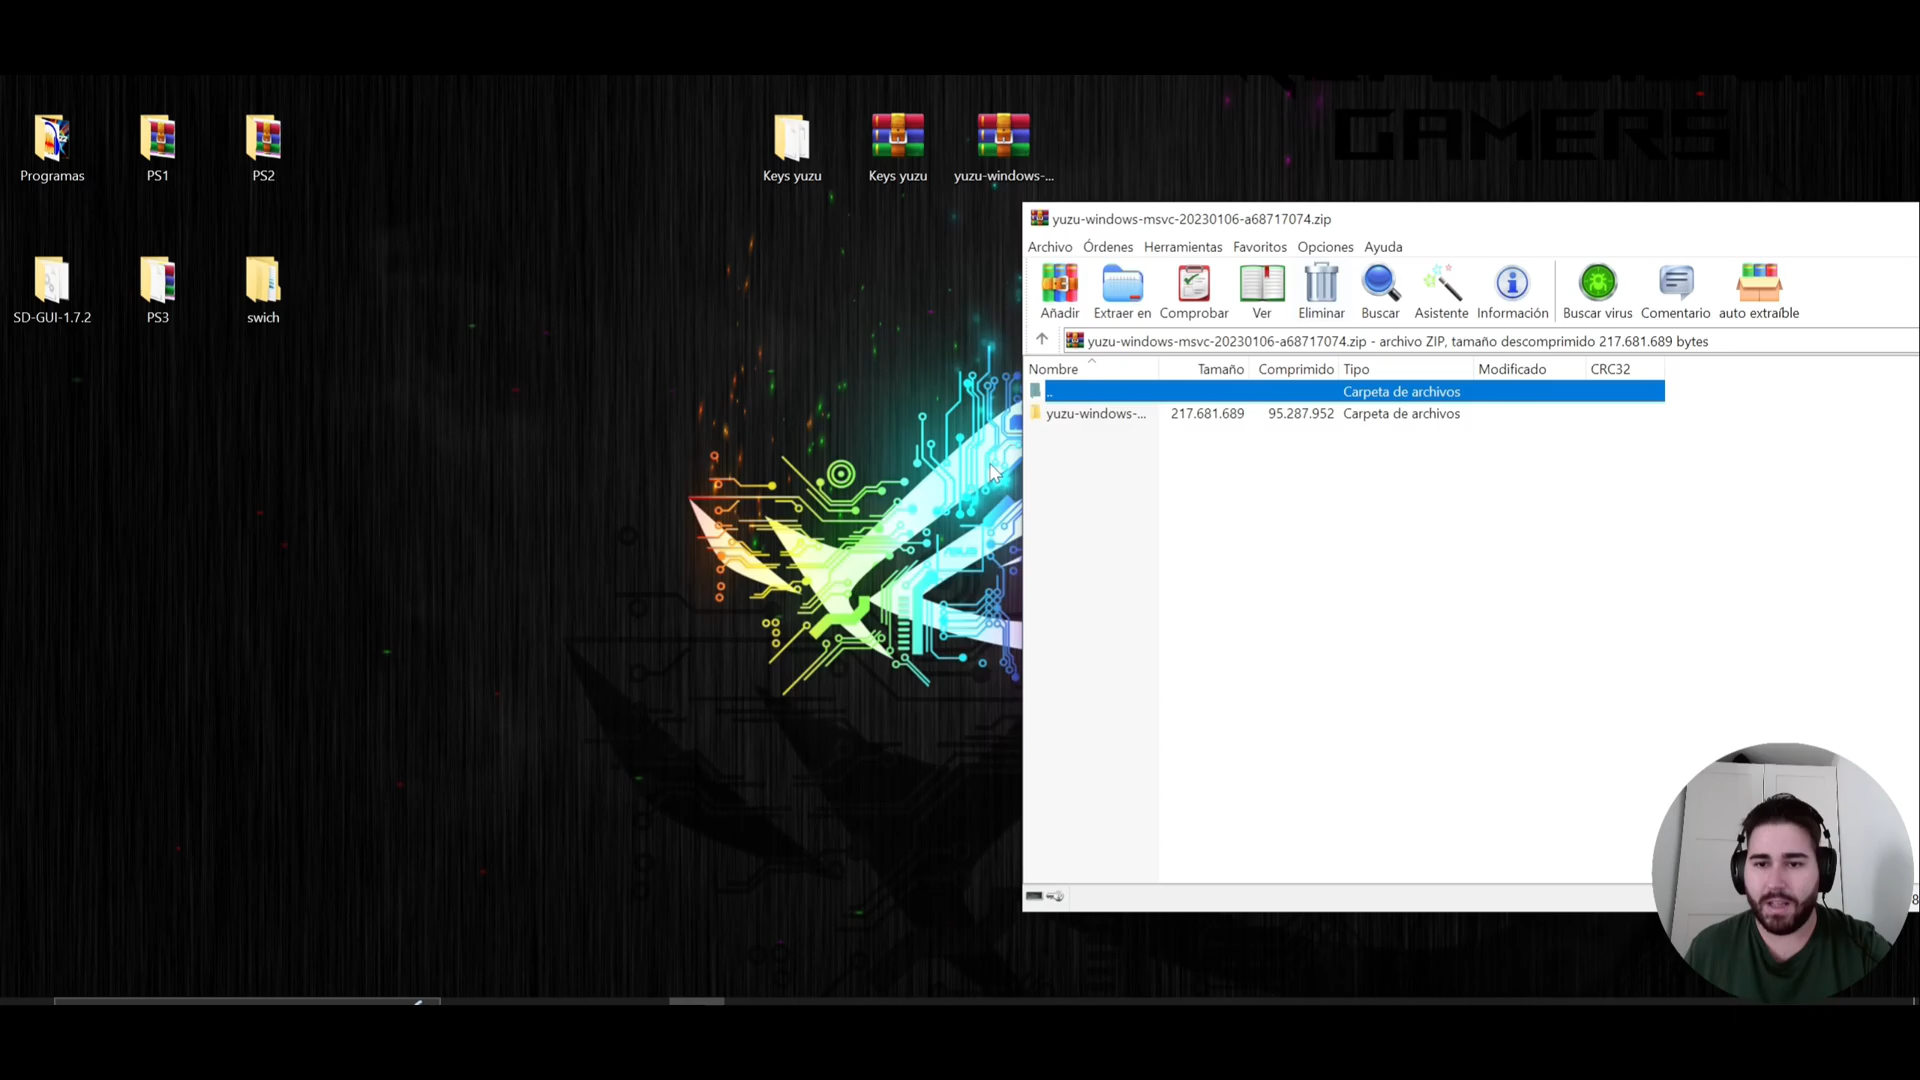 GAMERS
Programas
PS1
PS2
Keys yuzu
Keys yuzu
yuzu-windows-...
SD-GUI-1.7.2
PS3
swich
yuzu-windows-msvc-20230106-a68717074.zip
Archivo Órdenes Herramientas Favoritos Opciones Ayuda
Añadir Extraer en Comprobar Ver Eliminar Buscar Asistente Información Buscar virus Comentario auto extraíble
yuzu-windows-msvc-20230106-a68717074.zip - archivo ZIP, tamaño descomprimido 217.681.689 bytes
Nombre Tamaño Comprimido Tipo Modificado CRC32
.. Carpeta de archivos
yuzu-windows-... 217.681.689 95.287.952 Carpeta de archivos